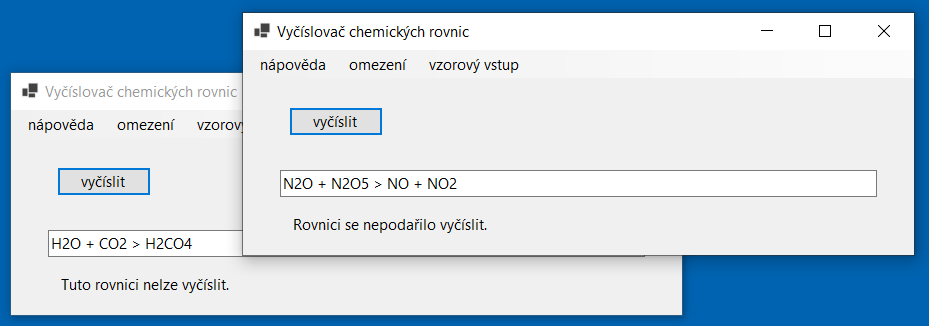 Vyčíslovač chemických rovnic
nápověda omezení vzorový vstup
vyčíslit
N2O + N2O5 > NO + NO2
Rovnici se nepodařilo vyčíslit.
Vyčíslovač chemických rovnic
nápověda omezení vzorový
vyčíslit
H2O + CO2 > H2CO4
Tuto rovnici nelze vyčíslit.